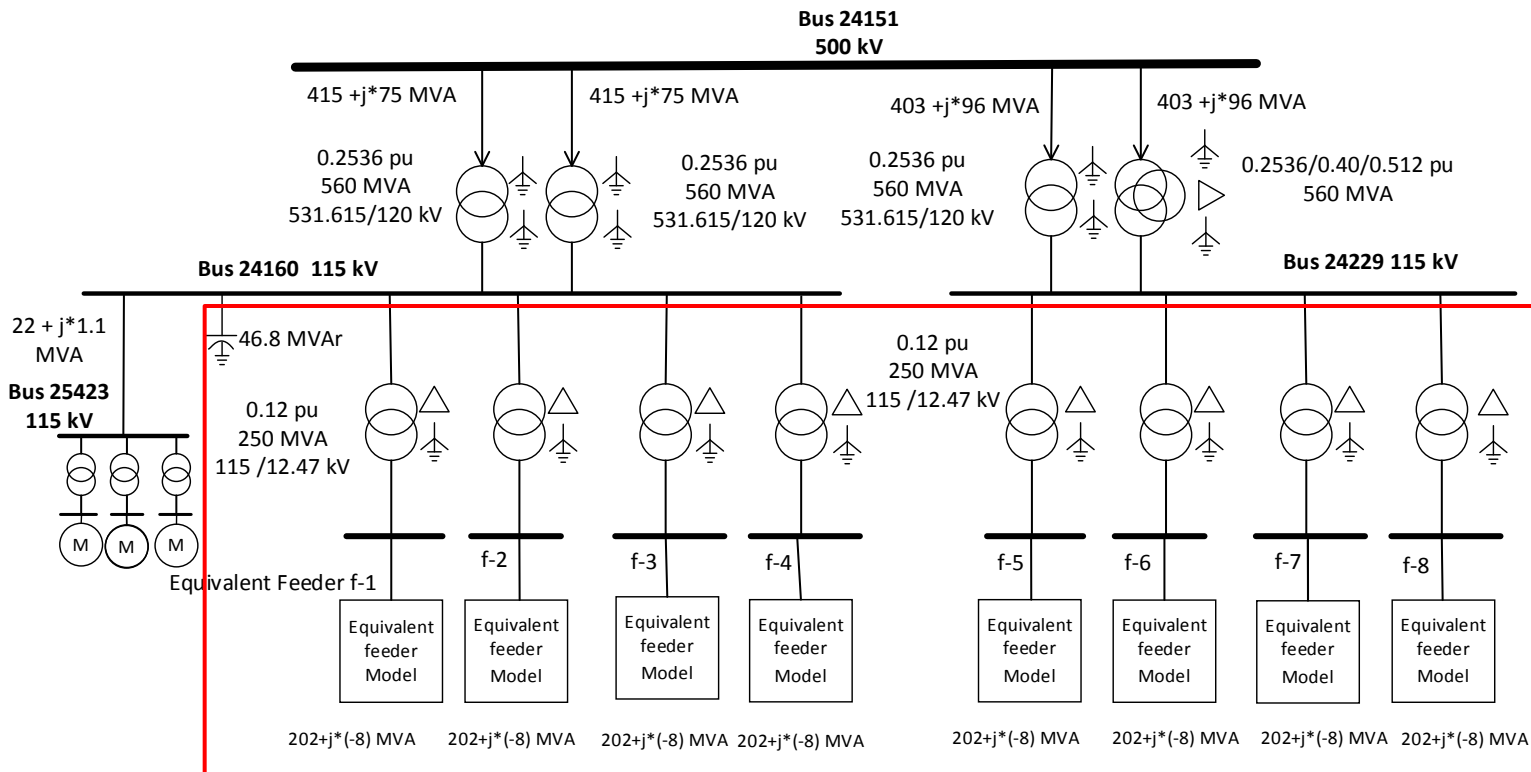 Bus 24151
500 kV
415 +j*75 MVA
415 +j*75 MVA
403 +j*96 MVA
403 +j*96 MVA
0.2536 pu
560 MVA
531.615/120 kV
0.2536 pu
560 MVA
531.615/120 kV
0.2536 pu
560 MVA
531.615/120 kV
0.2536/0.40/0.512 pu
560 MVA
Bus 24160 115 kV
Bus 24229 115 kV
22 + j*1.1
MVA
46.8 MVAr
Bus 25423
115 kV
0.12 pu
250 MVA
115 /12.47 kV
0.12 pu
250 MVA
115 /12.47 kV
M
M
M
Equivalent Feeder f-1
f-2
f-3
f-4
f-5
f-6
f-7
f-8
Equivalent
feeder
Model
Equivalent
feeder
Model
Equivalent
feeder
Model
Equivalent
feeder
Model
Equivalent
feeder
Model
Equivalent
feeder
Model
Equivalent
feeder
Model
Equivalent
feeder
Model
202+j*(-8) MVA
202+j*(-8) MVA
202+j*(-8) MVA
202+j*(-8) MVA
202+j*(-8) MVA
202+j*(-8) MVA
202+j*(-8) MVA
202+j*(-8) MVA